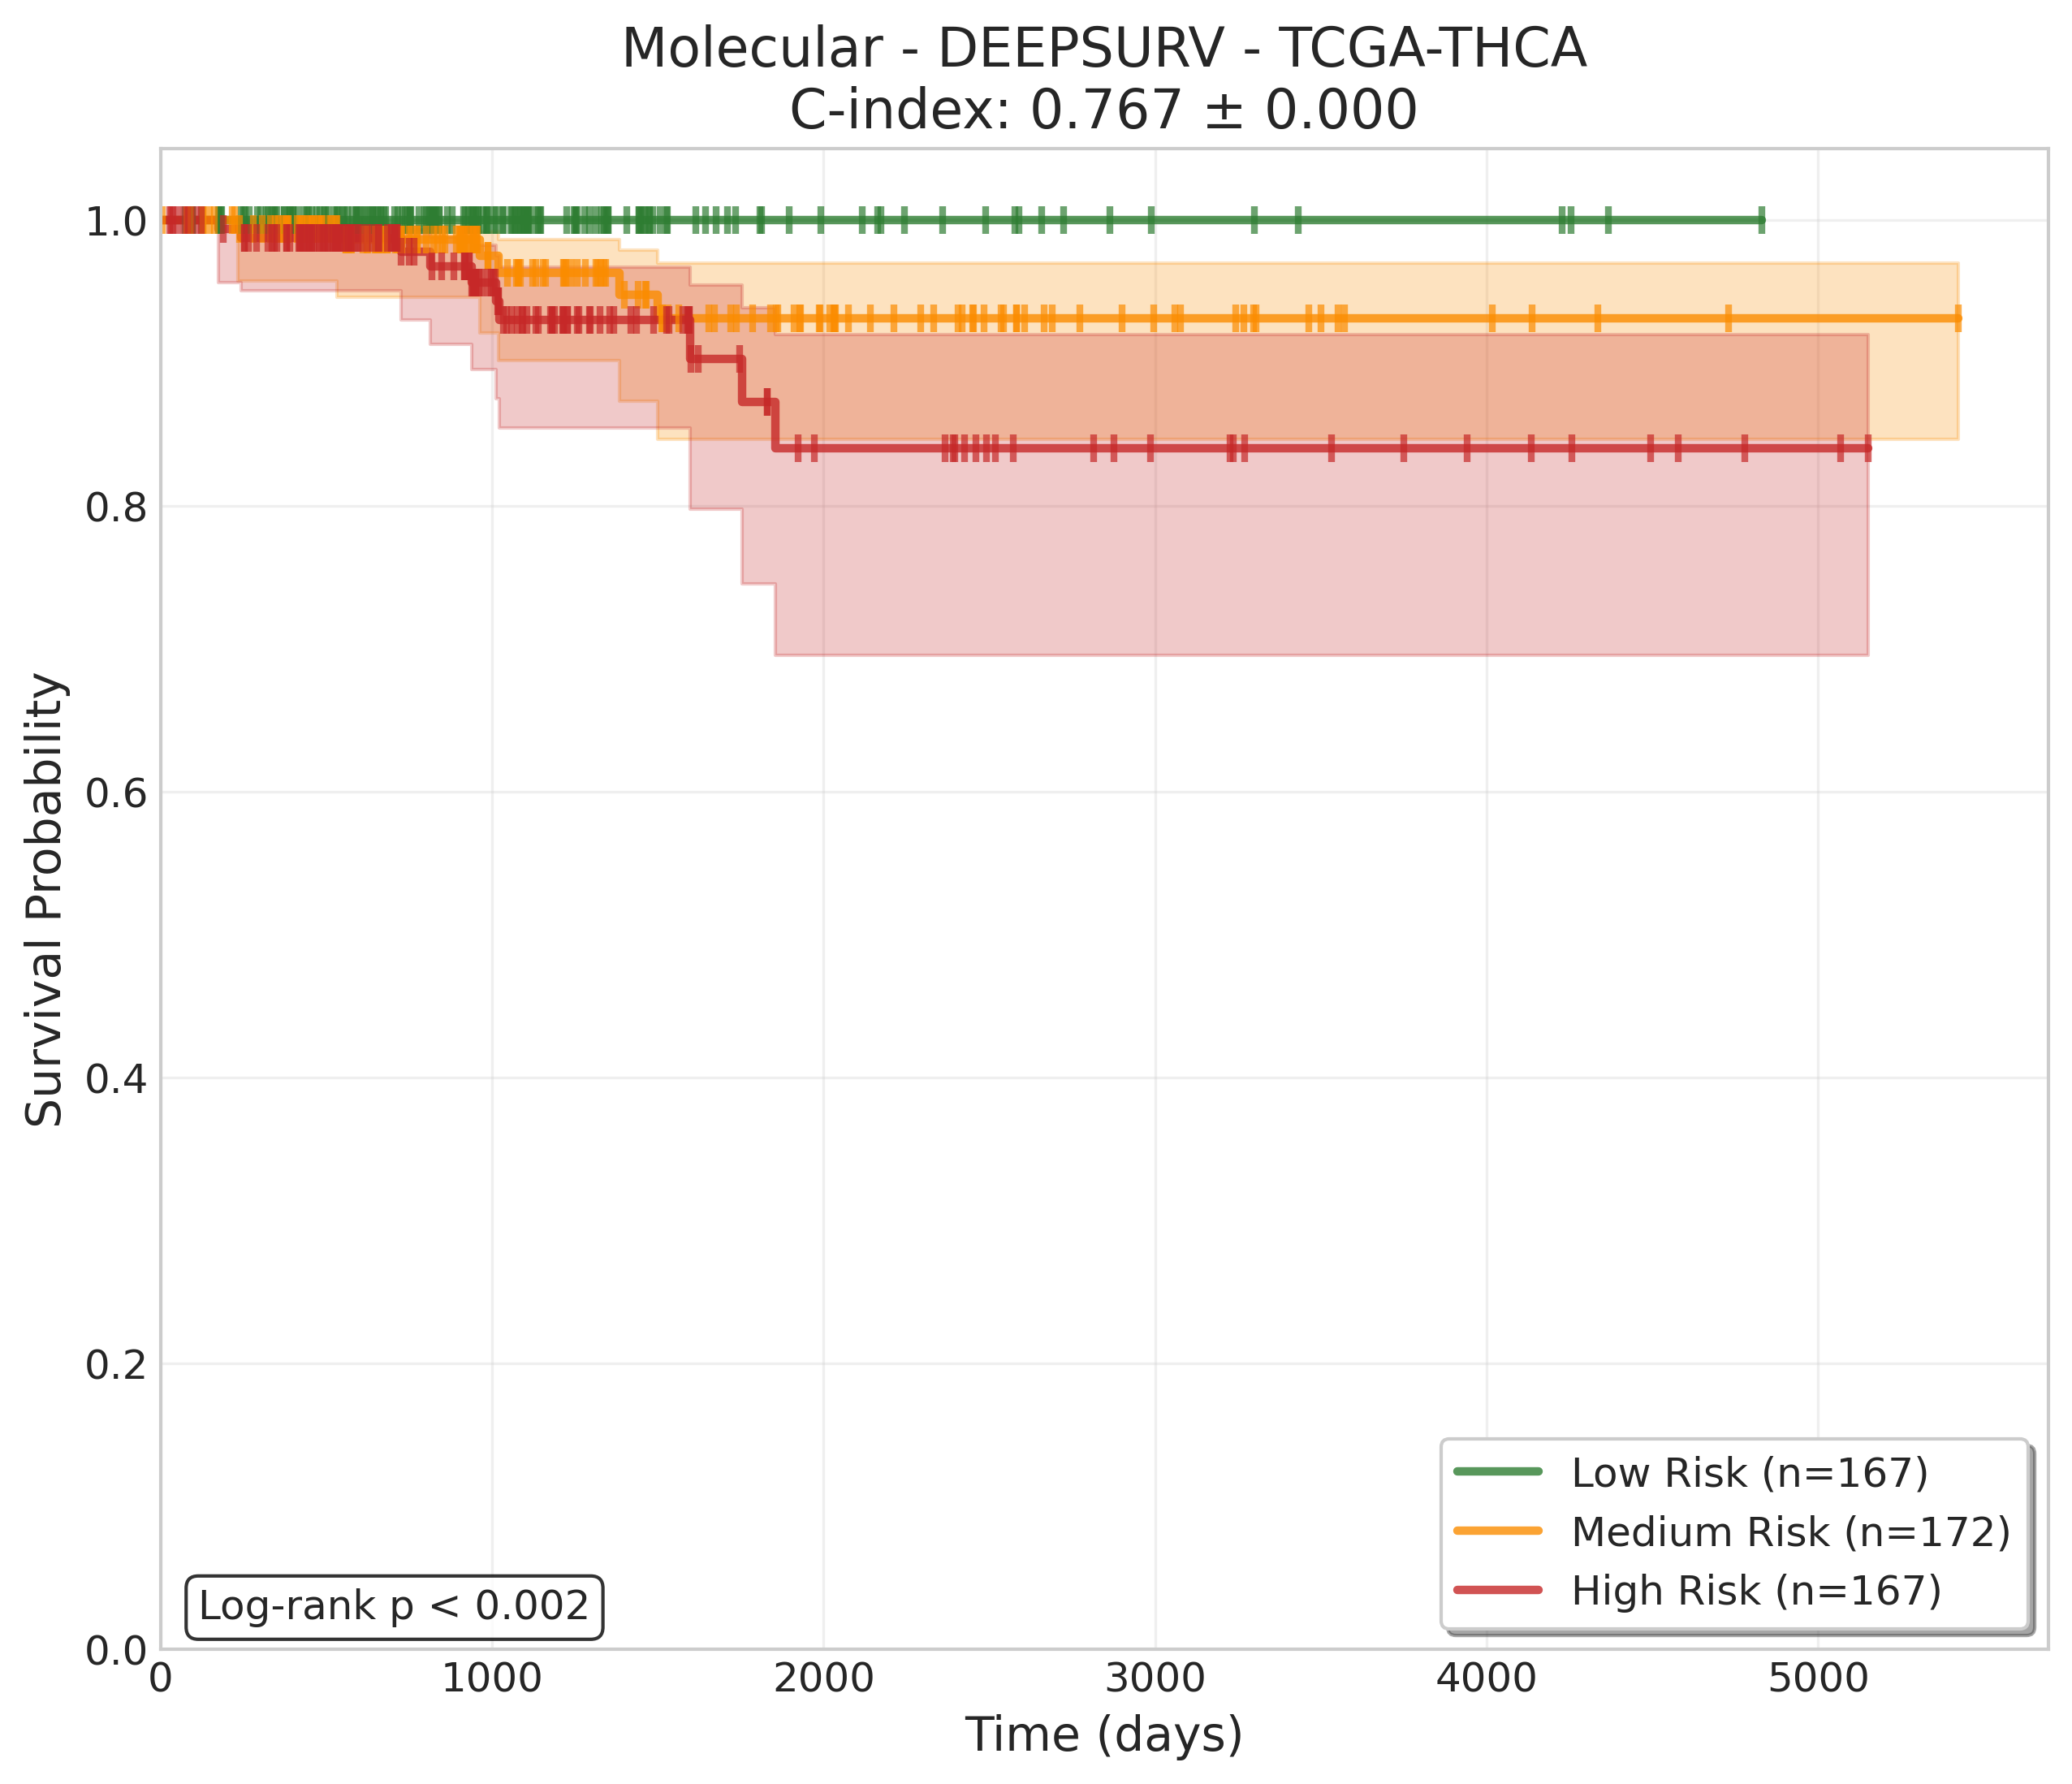 Molecular - DEEPSURV - TCGA-THCA
C-index: 0.767 ± 0.000
Survival Probability
1.0
0.8
0.6
0.4
0.2
0.0
Log-rank p < 0.002
Low Risk (n=167)
Medium Risk (n=172)
High Risk (n=167)
0 1000 2000 3000 4000 5000
Time (days)